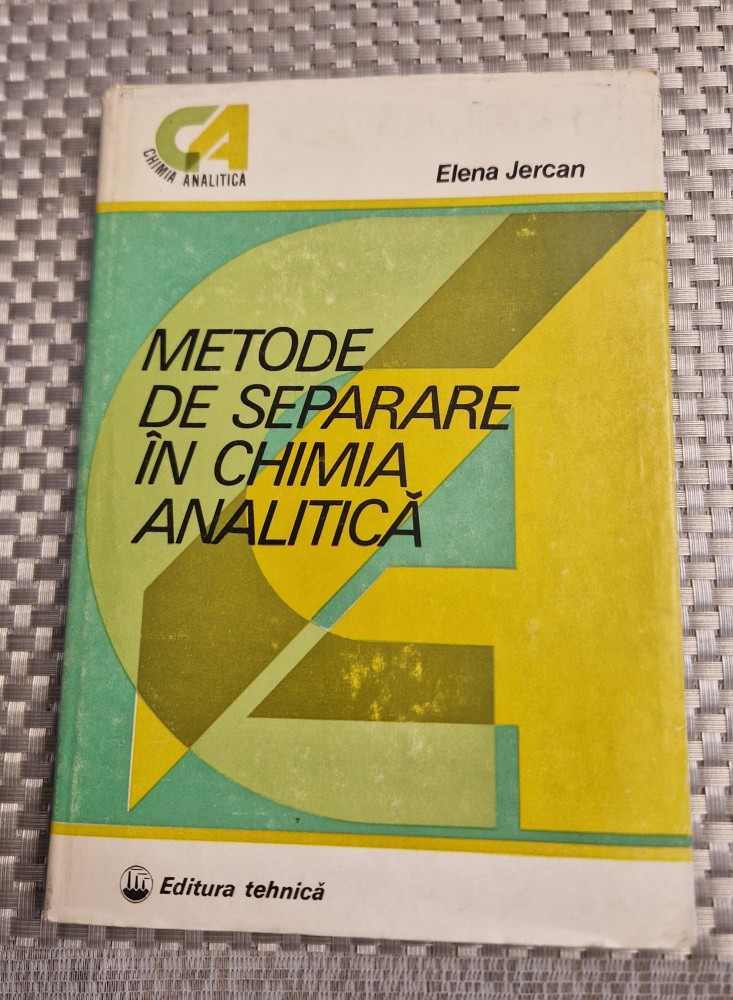 CA
CHIMIA ANALITICA
Elena Jercan
METODE
DE SEPARARE
ÎN CHIMIA
ANALITICĂ
Editura tehnică